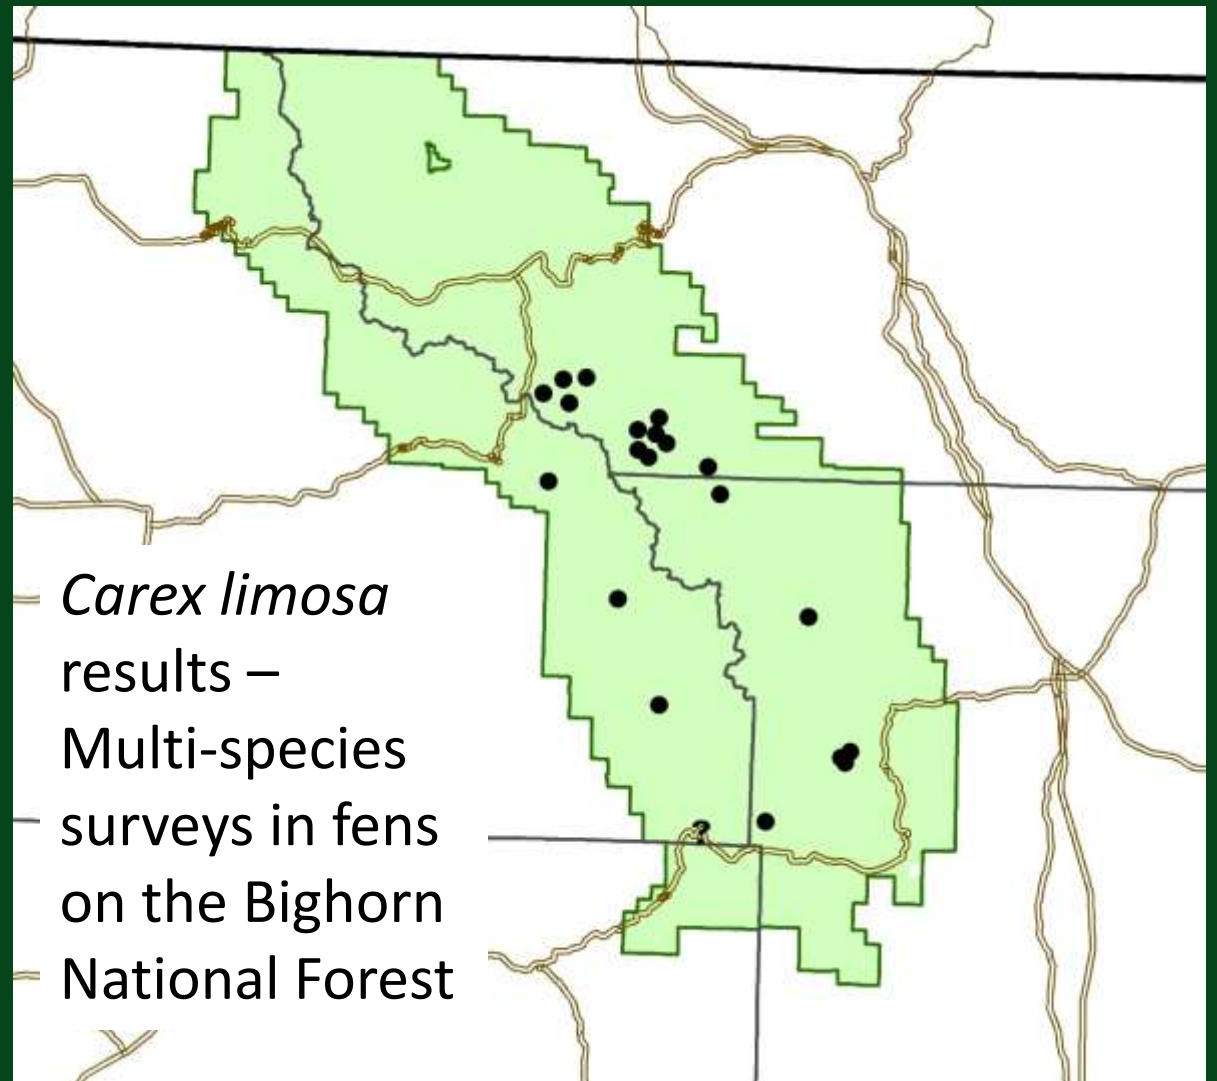 Carex limosa
results –
Multi-species
surveys in fens
on the Bighorn
National Forest
?